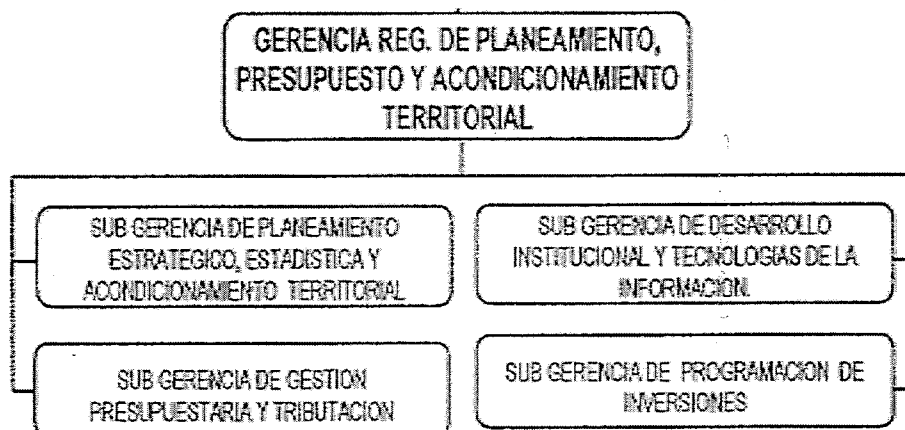 GERENCIA REG. DE PLANEAMIENTO,
PRESUPUESTO Y ACONDICIONAMIENTO
TERRITORIAL
SUB GERENCIA DE PLANEAMIENTO
ESTRATEGICO, ESTADISTICA Y
ACONDICIONAMIENTO TERRITORIAL
SUB GERENCIA DE DESARROLLO
INSTITUCIONAL Y TECNOLOGIAS DE LA
INFORMACION.
SUB GERENCIA DE GESTION
PRESUPUESTARIA Y TRIBUTACION
SUB GERENCIA DE PROGRAMACION DE
INVERSIONES